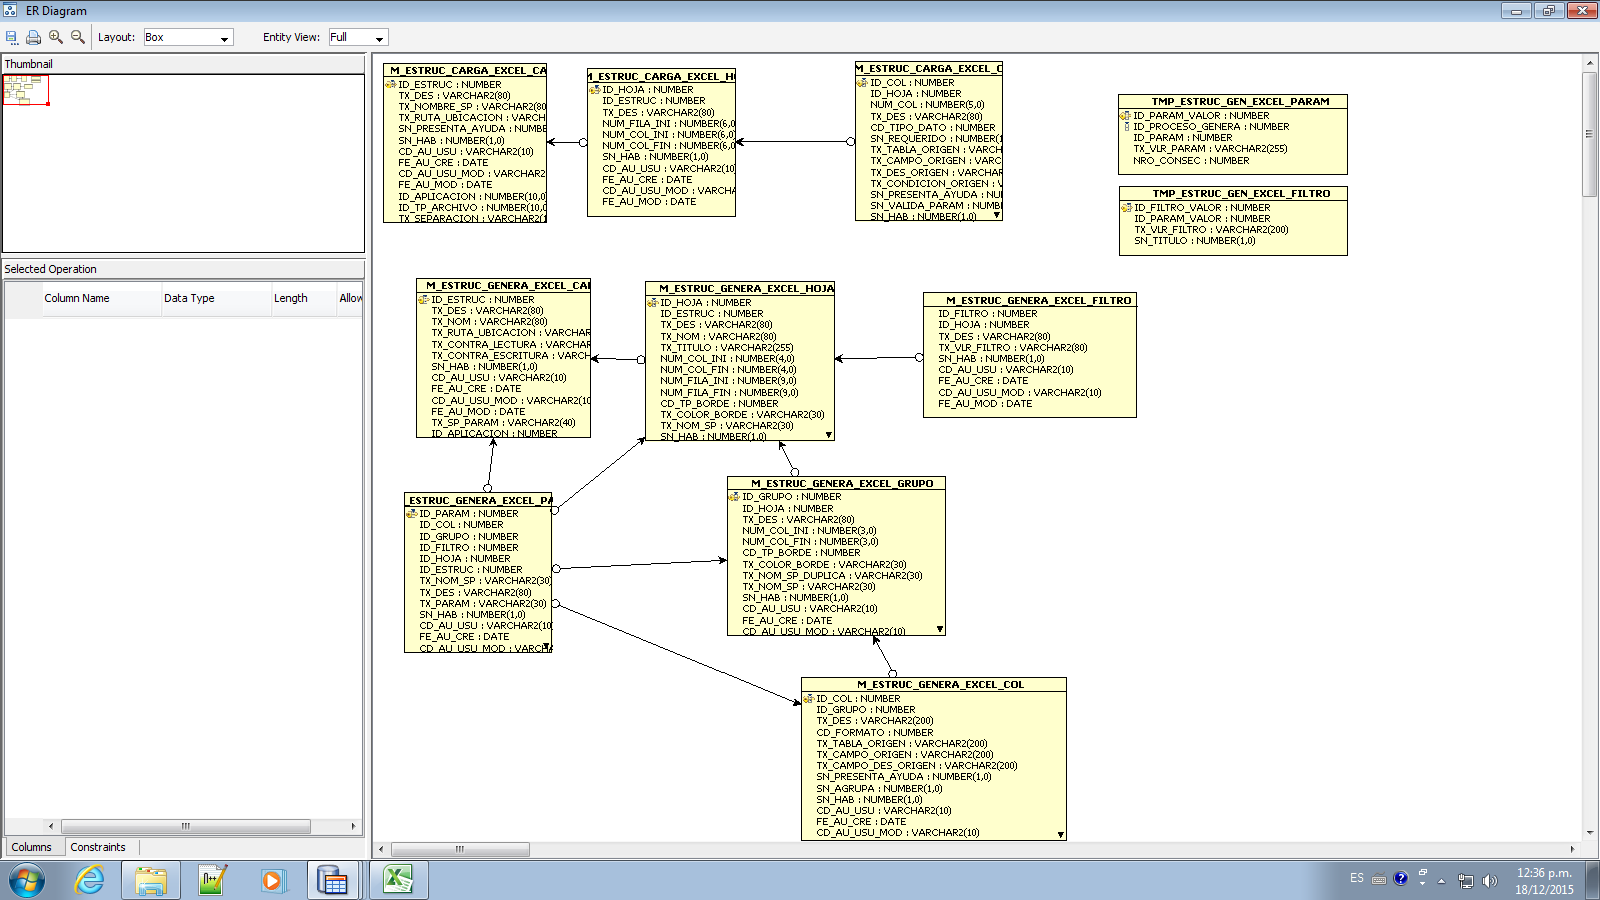 ER Diagram
Layout: Box Entity View: Full
Thumbnail
Selected Operation
Column Name Data Type Length Allow
Columns Constraints
M_ESTRUC_CARGA_EXCEL_CA
ID_ESTRUC : NUMBER
TX_DES : VARCHAR2(80)
TX_NOMBRE_SP : VARCHAR2(80
TX_RUTA_UBICACION : VARCH
SN_PRESENTA_AYUDA : NUMBE
SN_HAB : NUMBER(1,0)
CD_AU_USU : VARCHAR2(10)
FE_AU_CRE : DATE
CD_AU_USU_MOD : VARCHAR2
FE_AU_MOD : DATE
ID_APLICACION : NUMBER(10,0
ID_TP_ARCHIVO : NUMBER(10,0
TX_SEPARACION : VARCHAR2(1
M_ESTRUC_CARGA_EXCEL_H
ID_HOJA : NUMBER
ID_ESTRUC : NUMBER
TX_DES : VARCHAR2(80)
NUM_FILA_INI : NUMBER(6,0
NUM_COL_INI : NUMBER(6,0
NUM_COL_FIN : NUMBER(6,0
SN_HAB : NUMBER(1,0)
CD_AU_USU : VARCHAR2(10
CD_AU_USU_MOD : VARCHA
FE_AU_MOD : DATE
M_ESTRUC_CARGA_EXCEL_C
ID_COL : NUMBER
ID_HOJA : NUMBER
NUM_COL : NUMBER(5,0)
TX_DES : VARCHAR2(80)
CD_TIPO_DATO : NUMBER
SN_REQUERIDO : NUMBER(1
TX_TABLA_ORIGEN : VARCH
TX_CAMPO_ORIGEN : VARC
TX_DES_ORIGEN : VARCHAR
TX_CONDICION_ORIGEN : V
SN_PRESENTA_AYUDA : NU
SN_VALIDA_PARAM : NUMB
SN_HAB : NUMBER(1,0)
TMP_ESTRUC_GEN_EXCEL_PARAM
ID_PARAM_VALOR : NUMBER
ID_PROCESO_GENERA : NUMBER
ID_PARAM : NUMBER
TX_VLR_PARAM : VARCHAR2(255)
NRO_CONSEC : NUMBER
TMP_ESTRUC_GEN_EXCEL_FILTRO
ID_FILTRO_VALOR : NUMBER
ID_PARAM_VALOR : NUMBER
TX_VLR_FILTRO : VARCHAR2(200)
SN_TITULO : NUMBER(1,0)
M_ESTRUC_GENERA_EXCEL_CA
ID_ESTRUC : NUMBER
TX_DES : VARCHAR2(80)
TX_NOM : VARCHAR2(80)
TX_RUTA_UBICACION : VARCHAR
TX_CONTRA_LECTURA : VARCHAR
TX_CONTRA_ESCRITURA : VARCH
SN_HAB : NUMBER(1,0)
CD_AU_USU : VARCHAR2(10)
FE_AU_CRE : DATE
CD_AU_USU_MOD : VARCHAR2(10
FE_AU_MOD : DATE
TX_SP_PARAM : VARCHAR2(40)
ID_APLICACION : NUMBER
M_ESTRUC_GENERA_EXCEL_HOJA
ID_HOJA : NUMBER
ID_ESTRUC : NUMBER
TX_DES : VARCHAR2(80)
TX_NOM : VARCHAR2(80)
TX_TITULO : VARCHAR2(255)
NUM_COL_INI : NUMBER(4,0)
NUM_COL_FIN : NUMBER(4,0)
NUM_FILA_INI : NUMBER(9,0)
NUM_FILA_FIN : NUMBER(9,0)
CD_TP_BORDE : NUMBER
TX_COLOR_BORDE : VARCHAR2(30)
TX_NOM_SP : VARCHAR2(30)
SN_HAB : NUMBER(1,0)
M_ESTRUC_GENERA_EXCEL_FILTRO
ID_FILTRO : NUMBER
ID_HOJA : NUMBER
TX_DES : VARCHAR2(80)
TX_VLR_FILTRO : VARCHAR2(80)
SN_HAB : NUMBER(1,0)
CD_AU_USU : VARCHAR2(10)
FE_AU_CRE : DATE
CD_AU_USU_MOD : VARCHAR2(10)
FE_AU_MOD : DATE
_ESTRUC_GENERA_EXCEL_PA
ID_PARAM : NUMBER
ID_COL : NUMBER
ID_GRUPO : NUMBER
ID_FILTRO : NUMBER
ID_HOJA : NUMBER
ID_ESTRUC : NUMBER
TX_NOM_SP : VARCHAR2(30)
TX_DES : VARCHAR2(80)
TX_PARAM : VARCHAR2(30)
SN_HAB : NUMBER(1,0)
CD_AU_USU : VARCHAR2(10
FE_AU_CRE : DATE
CD_AU_USU_MOD : VARCHA
M_ESTRUC_GENERA_EXCEL_GRUPO
ID_GRUPO : NUMBER
ID_HOJA : NUMBER
TX_DES : VARCHAR2(80)
NUM_COL_INI : NUMBER(3,0)
NUM_COL_FIN : NUMBER(3,0)
CD_TP_BORDE : NUMBER
TX_COLOR_BORDE : VARCHAR2(30)
TX_NOM_SP_DUPLICA : VARCHAR2(30)
TX_NOM_SP : VARCHAR2(30)
SN_HAB : NUMBER(1,0)
CD_AU_USU : VARCHAR2(10)
FE_AU_CRE : DATE
CD_AU_USU_MOD : VARCHAR2(10)
M_ESTRUC_GENERA_EXCEL_COL
ID_COL : NUMBER
ID_GRUPO : NUMBER
TX_DES : VARCHAR2(200)
CD_FORMATO : NUMBER
TX_TABLA_ORIGEN : VARCHAR2(200)
TX_CAMPO_ORIGEN : VARCHAR2(200)
TX_CAMPO_DES_ORIGEN : VARCHAR2(200)
SN_PRESENTA_AYUDA : NUMBER(1,0)
SN_AGRUPA : NUMBER(1,0)
SN_HAB : NUMBER(1,0)
CD_AU_USU : VARCHAR2(10)
FE_AU_CRE : DATE
CD_AU_USU_MOD : VARCHAR2(10)
ES
12:36 p.m.
18/12/2015